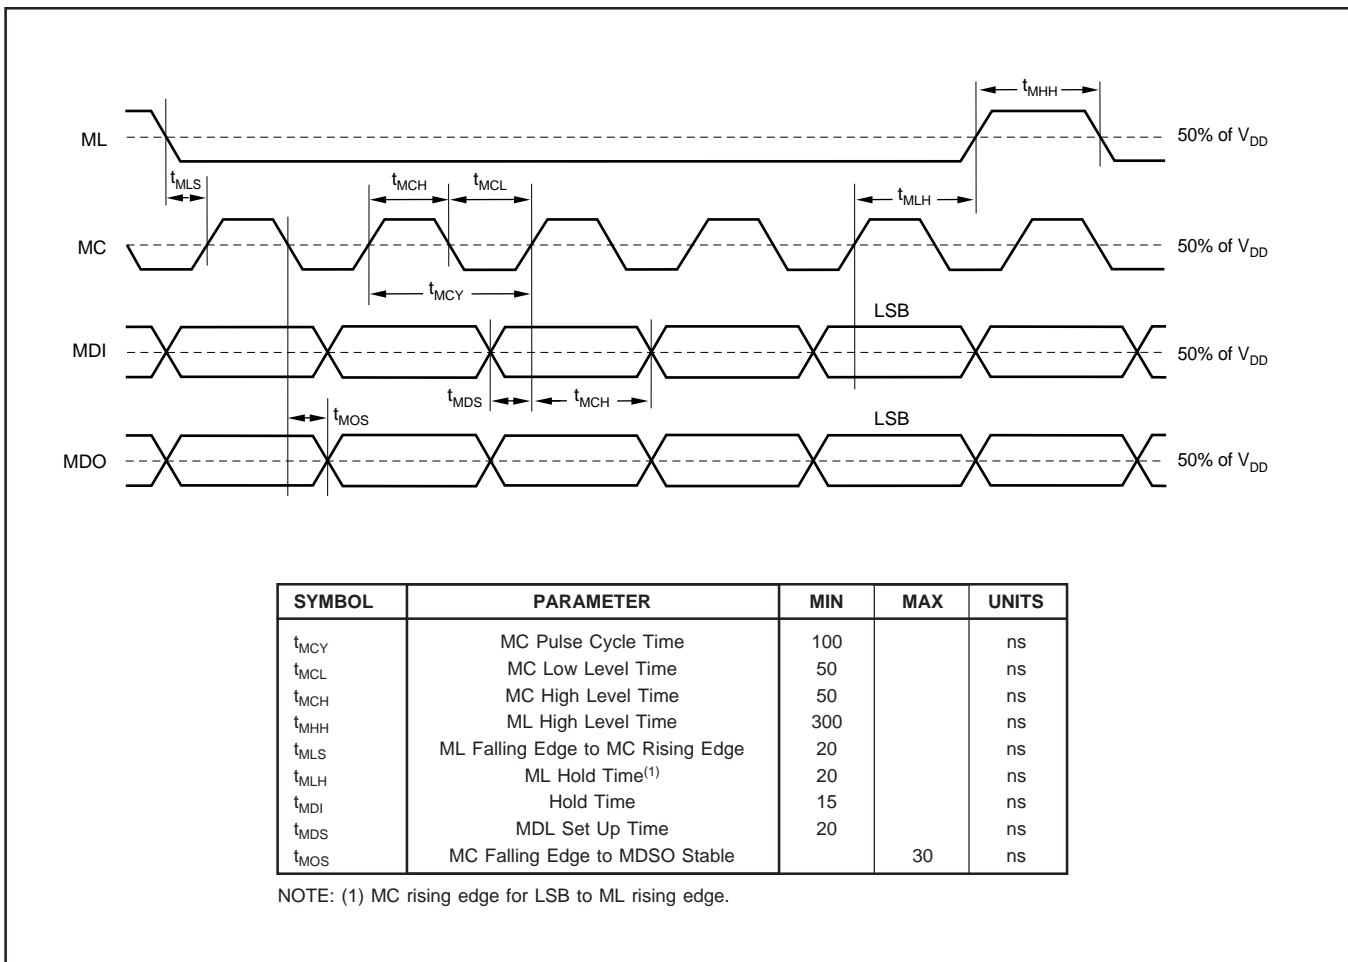 tMHH
ML
50% of VDD
tMLS
tMCH
tMCL
tMLH
MC
50% of VDD
tMCY
LSB
MDI
50% of VDD
tMDS
tMCH
tMOS
LSB
MDO
50% of VDD
SYMBOL PARAMETER MIN MAX UNITS
tMCY MC Pulse Cycle Time 100 ns
tMCL MC Low Level Time 50 ns
tMCH MC High Level Time 50 ns
tMHH ML High Level Time 300 ns
tMLS ML Falling Edge to MC Rising Edge 20 ns
tMLH ML Hold Time(1) 20 ns
tMDI Hold Time 15 ns
tMDS MDL Set Up Time 20 ns
tMOS MC Falling Edge to MDSO Stable 30 ns
NOTE: (1) MC rising edge for LSB to ML rising edge.